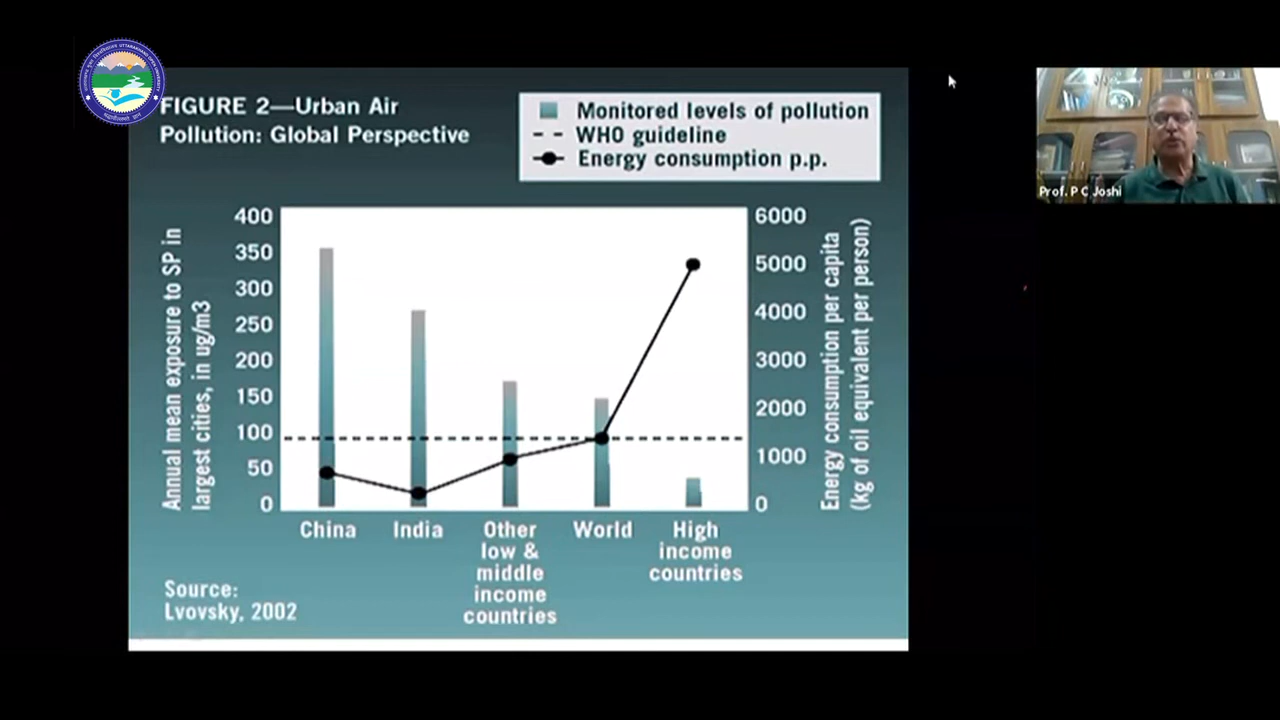 FIGURE 2—Urban Air
Pollution: Global Perspective
Monitored levels of pollution
WHO guideline
Energy consumption p.p.
Annual mean exposure to SP in
largest cities, in ug/m3
400
350
300
250
200
150
100
50
0
6000
5000
4000
3000
2000
1000
0
Energy consumption per capita
(kg of oil equivalent per person)
China
India
Other
low &
middle
income
countries
World
High
income
countries
Source:
Lvovsky, 2002
Prof. P C Joshi